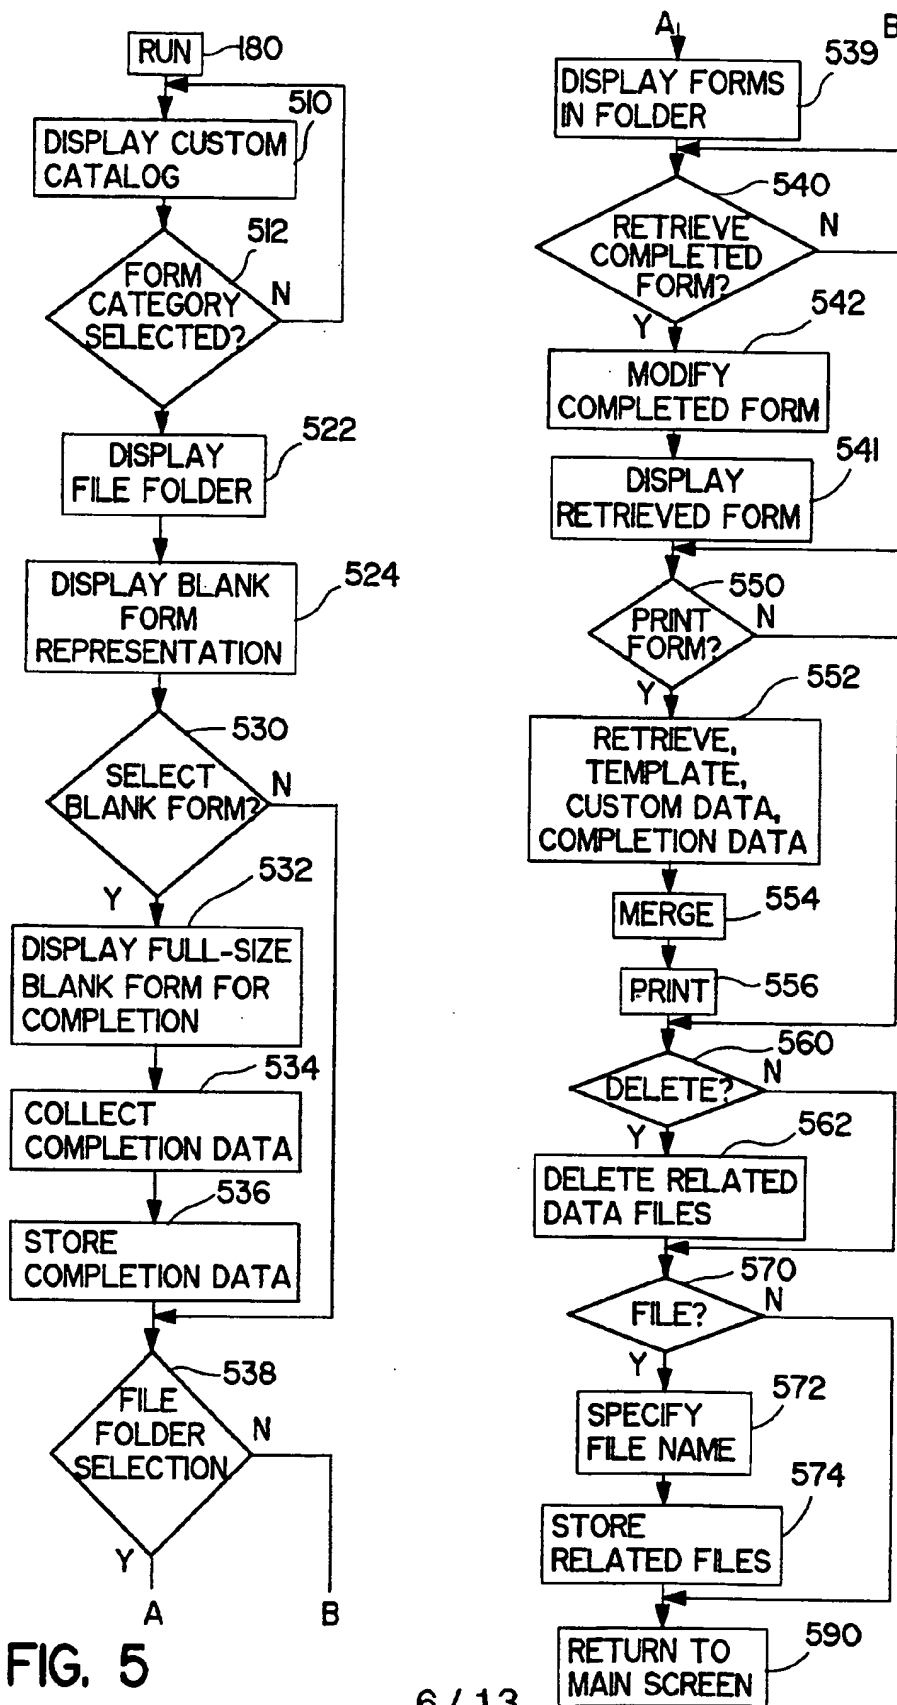 RUN 180
510
DISPLAY CUSTOM
CATALOG
512
FORM
CATEGORY
SELECTED?
N
522
DISPLAY
FILE FOLDER
524
DISPLAY BLANK
FORM
REPRESENTATION
530
SELECT
BLANK FORM?
N
Y
532
DISPLAY FULL-SIZE
BLANK FORM FOR
COMPLETION
534
COLLECT
COMPLETION DATA
536
STORE
COMPLETION DATA
538
FILE
FOLDER
SELECTION
N
Y
A
B
FIG. 5
A
B
539
DISPLAY FORMS
IN FOLDER
540
RETRIEVE
COMPLETED
FORM?
N
Y
542
MODIFY
COMPLETED FORM
541
DISPLAY
RETRIEVED FORM
550
PRINT
FORM?
N
Y
552
RETRIEVE,
TEMPLATE,
CUSTOM DATA,
COMPLETION DATA
MERGE 554
PRINT 556
560
DELETE?
N
Y
562
DELETE RELATED
DATA FILES
570
FILE?
N
Y
572
SPECIFY
FILE NAME
574
STORE
RELATED FILES
590
RETURN TO
MAIN SCREEN
6/13